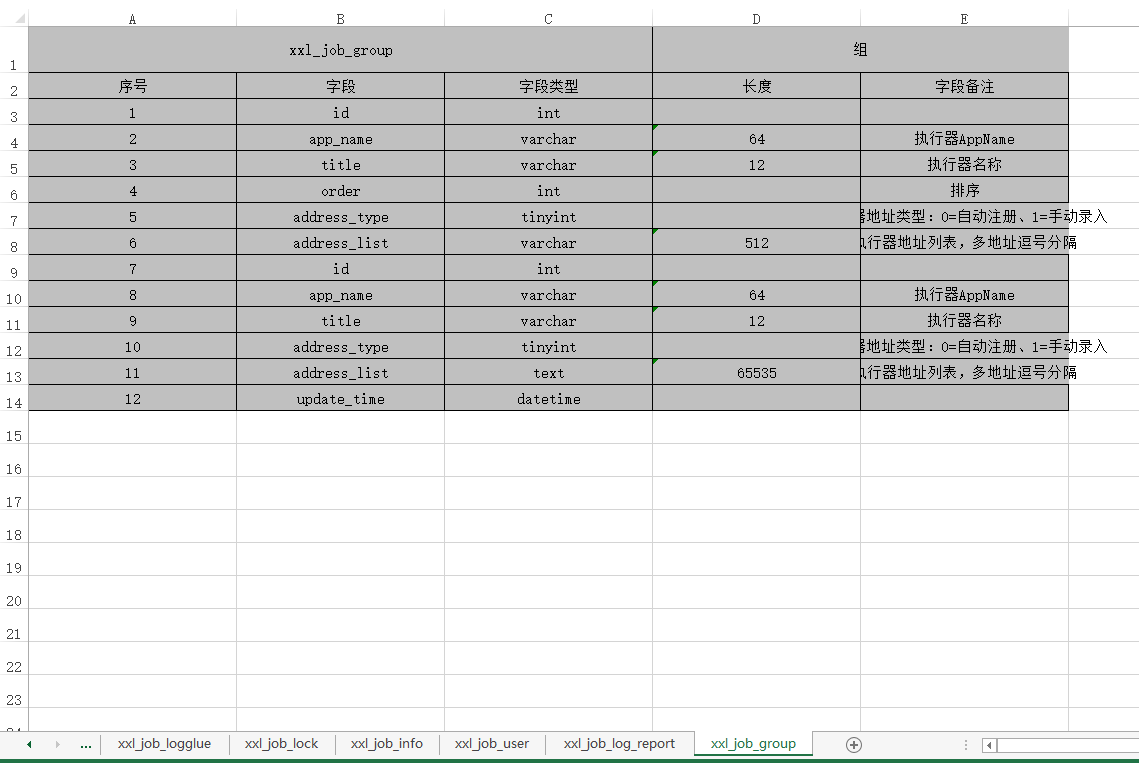 A B C D E
1 xxl_job_group 组
2 序号 字段 字段类型 长度 字段备注
3 1 id int
4 2 app_name varchar 64 执行器AppName
5 3 title varchar 12 执行器名称
6 4 order int 排序
7 5 address_type tinyint 器地址类型：0=自动注册、1=手动录入
8 6 address_list varchar 512 执行器地址列表，多地址逗号分隔
9 7 id int
10 8 app_name varchar 64 执行器AppName
11 9 title varchar 12 执行器名称
12 10 address_type tinyint 器地址类型：0=自动注册、1=手动录入
13 11 address_list text 65535 执行器地址列表，多地址逗号分隔
14 12 update_time datetime
15
16
17
18
19
20
21
22
23
... xxl_job_logglue xxl_job_lock xxl_job_info xxl_job_user xxl_job_log_report xxl_job_group